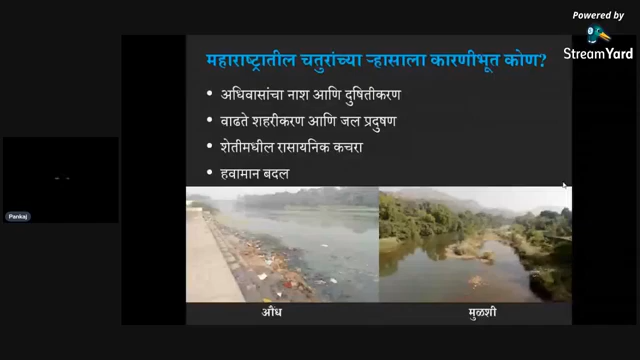 Powered by
StreamYard
महाराष्ट्रातील चतुरांच्या ऱ्हासाला कारणीभूत कोण?
• अधिवासांचा नाश आणि दुषितीकरण
• वाढते शहरीकरण आणि जल प्रदुषण
• शेतीमधील रासायनिक कचरा
• हवामान बदल
Pankaj
औंध
मुळशी